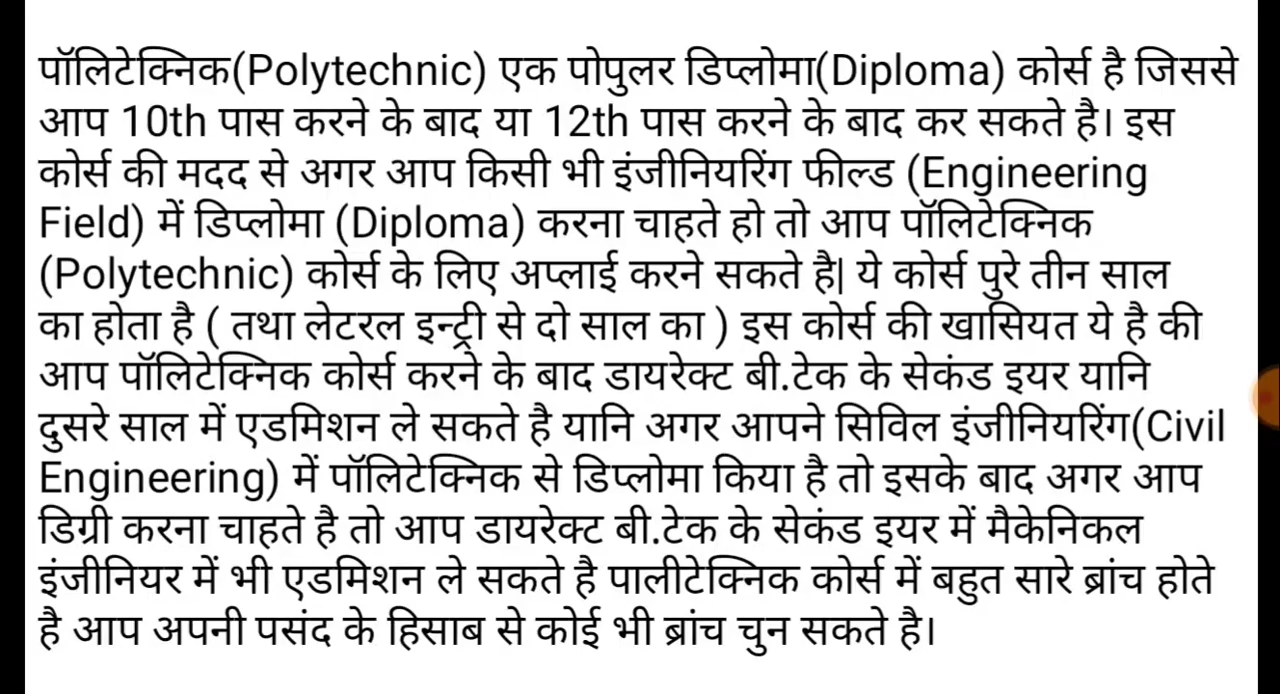 पॉलिटेक्निक(Polytechnic) एक पोपुलर डिप्लोमा(Diploma) कोर्स है जिससे
आप 10th पास करने के बाद या 12th पास करने के बाद कर सकते है। इस
कोर्स की मदद से अगर आप किसी भी इंजीनियरिंग फील्ड (Engineering
Field) में डिप्लोमा (Diploma) करना चाहते हो तो आप पॉलिटेक्निक
(Polytechnic) कोर्स के लिए अप्लाई करने सकते है| ये कोर्स पुरे तीन साल
का होता है ( तथा लेटरल इन्ट्री से दो साल का ) इस कोर्स की खासियत ये है की
आप पॉलिटेक्निक कोर्स करने के बाद डायरेक्ट बी.टेक के सेकंड इयर यानि
दुसरे साल में एडमिशन ले सकते है यानि अगर आपने सिविल इंजीनियरिंग(Civil
Engineering) में पॉलिटेक्निक से डिप्लोमा किया है तो इसके बाद अगर आप
डिग्री करना चाहते है तो आप डायरेक्ट बी.टेक के सेकंड इयर में मैकेनिकल
इंजीनियर में भी एडमिशन ले सकते है पालीटेक्निक कोर्स में बहुत सारे ब्रांच होते
है आप अपनी पसंद के हिसाब से कोई भी ब्रांच चुन सकते है।